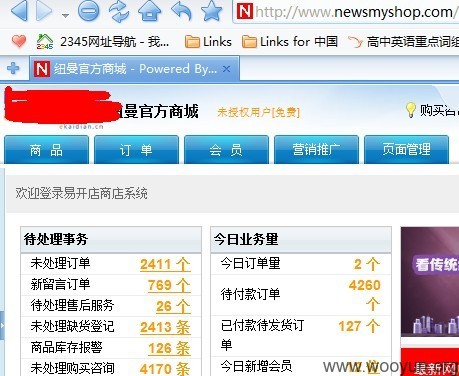 http://www.newsmyshop.com/
2345网址导航 - 我... Links Links for 中国 高中英语重点词组
纽曼官方商城 - Powered By...
纽曼官方商城 未授权用户[免费] 购买
ekaidian.cn
商 品 订 单 会 员 营销推广 页面管理
欢迎登录易开店商店系统
待处理事务
未处理订单 2411 个
新留言订单 769 个
待处理售后服务 26 个
未处理缺货登记 2413 条
商品库存报警 126 条
未处理购买咨询 4170 条
今日业务量
今日订单量 2 个
待付款订单 4260 个
已付款待发货订单 127 个
今日新增会员
看传统
最新网
www.wooyun.org